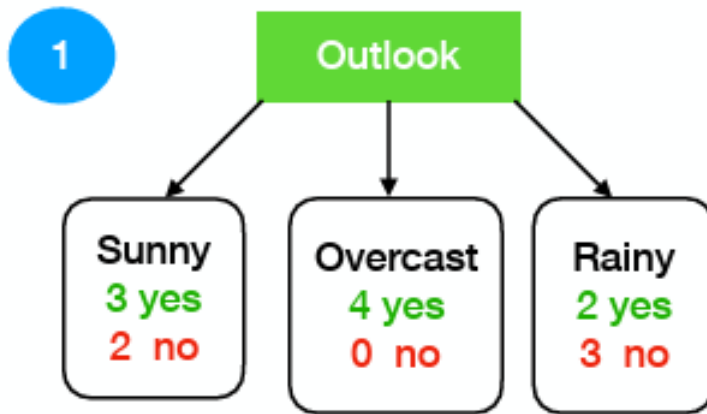 1
Outlook
Sunny
3 yes
2 no
Overcast
4 yes
0 no
Rainy
2 yes
3 no